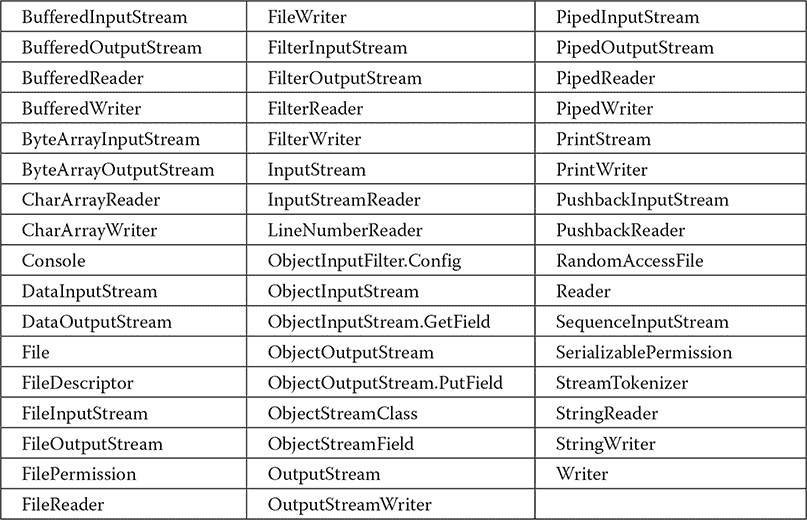 BufferedInputStream FileWriter PipedInputStream
BufferedOutputStream FilterInputStream PipedOutputStream
BufferedReader FilterOutputStream PipedReader
BufferedWriter FilterReader PipedWriter
ByteArrayInputStream FilterWriter PrintStream
ByteArrayOutputStream InputStream PrintWriter
CharArrayReader InputStreamReader PushbackInputStream
CharArrayWriter LineNumberReader PushbackReader
Console ObjectInputFilter.Config RandomAccessFile
DataInputStream ObjectInputStream Reader
DataOutputStream ObjectInputStream.GetField SequenceInputStream
File ObjectOutputStream SerializablePermission
FileDescriptor ObjectOutputStream.PutField StreamTokenizer
FileInputStream ObjectStreamClass StringReader
FileOutputStream ObjectStreamField StringWriter
FilePermission OutputStream Writer
FileReader OutputStreamWriter